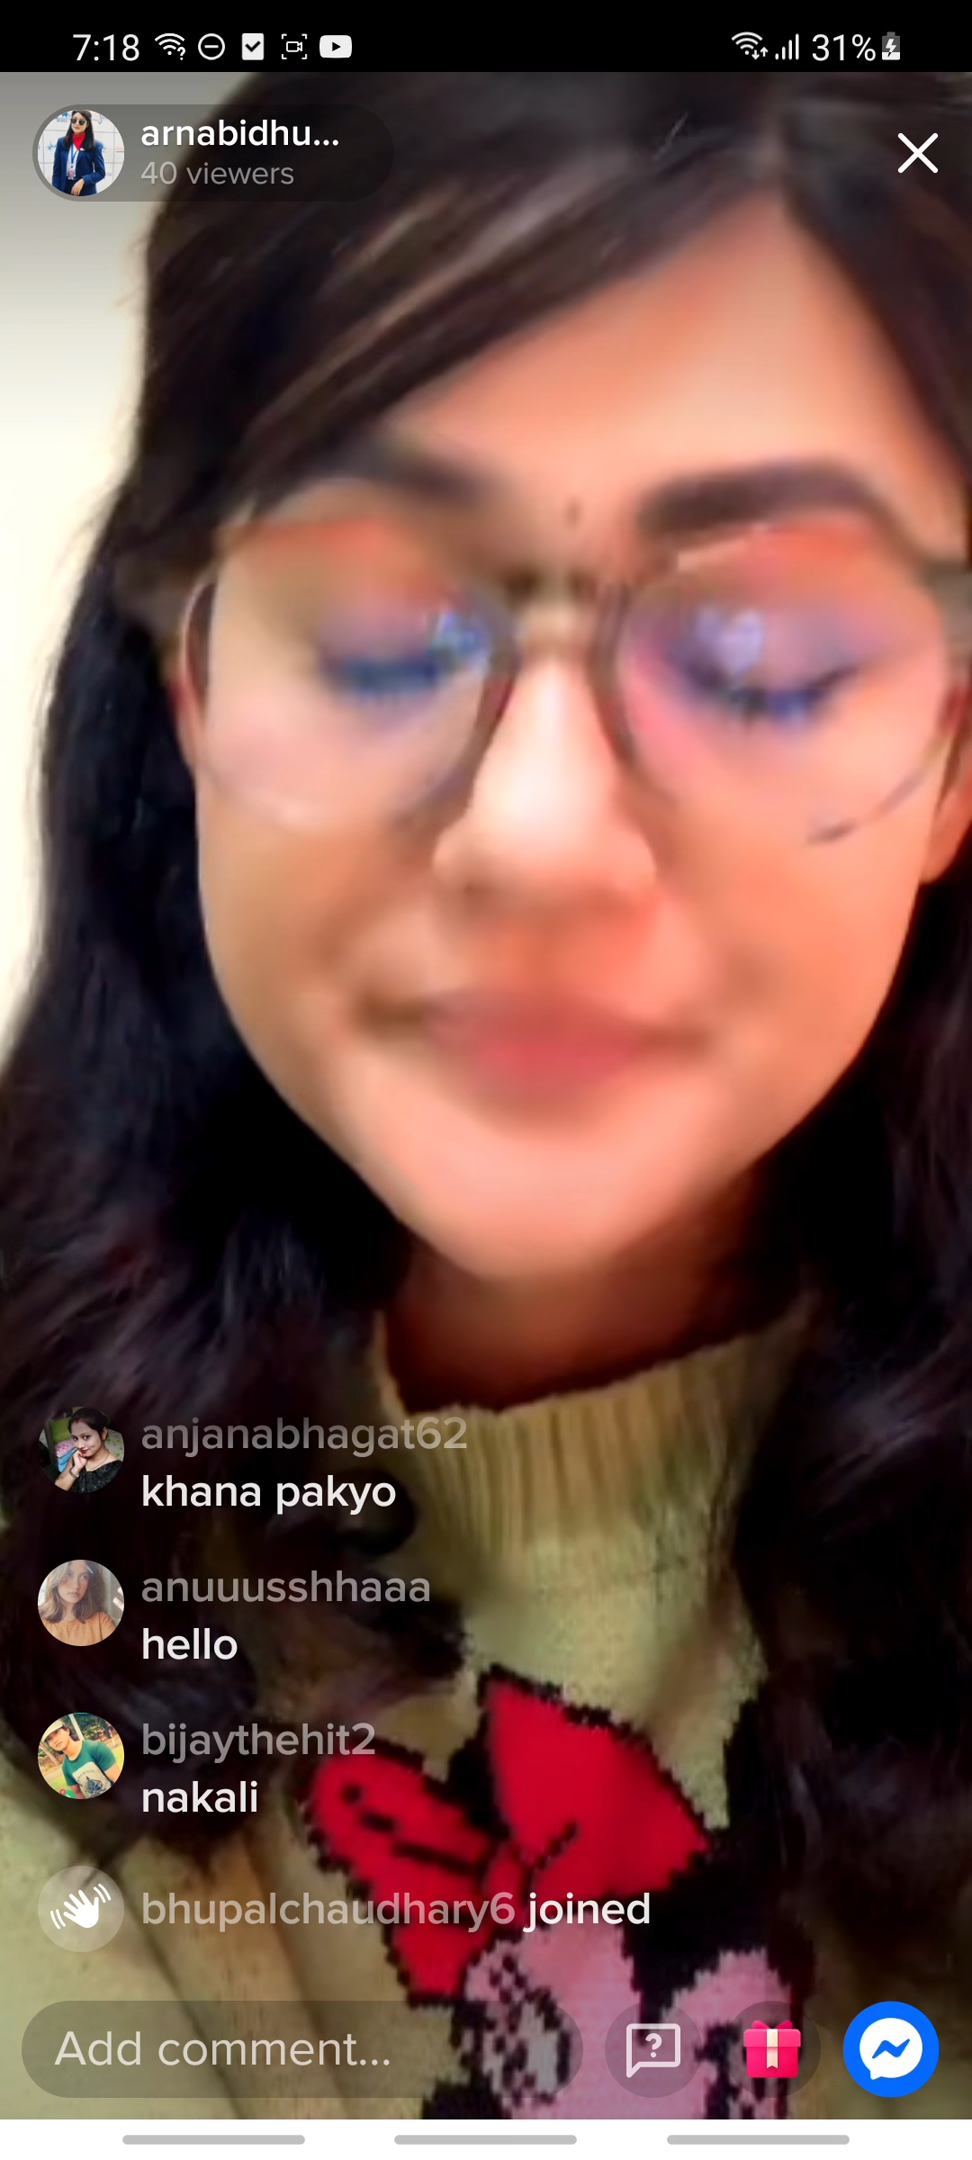 7:18
31%
arnabidhu...
40 viewers
anjanabhagat62
khana pakyo
anuuusshhaaa
hello
bijaythehit2
nakali
bhupalchaudhary6 joined
Add comment...